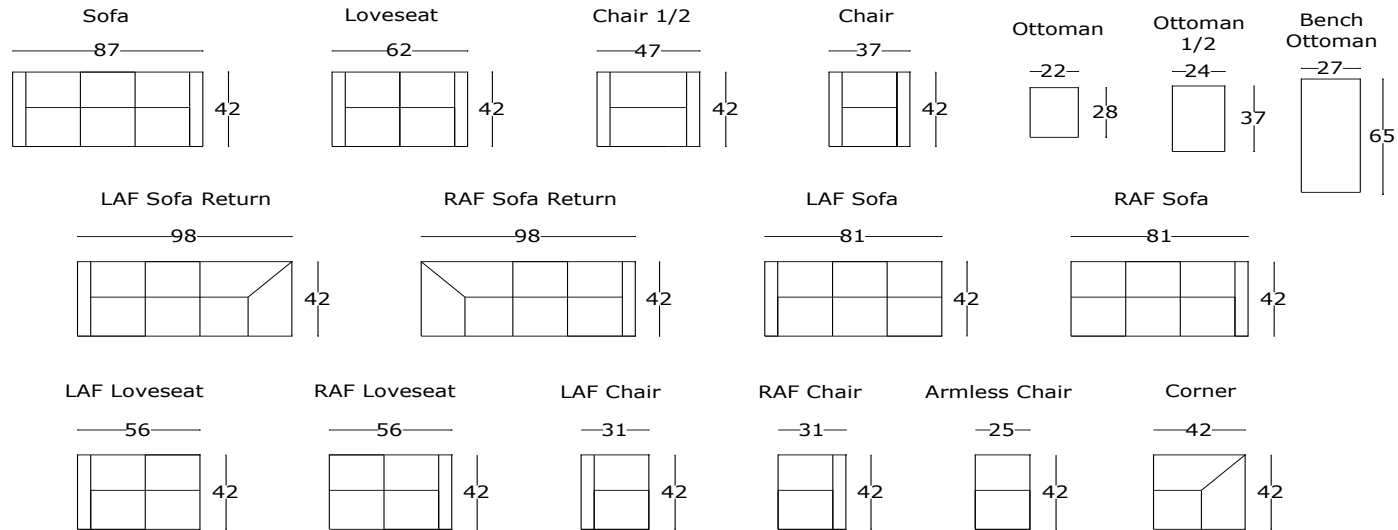 Sofa
Loveseat
Chair 1/2
Chair
Ottoman
Ottoman
1/2
Bench
Ottoman
87
62
47
37
22
24
27
42
42
42
42
28
37
65
LAF Sofa Return
RAF Sofa Return
LAF Sofa
RAF Sofa
98
98
81
81
42
42
42
42
LAF Loveseat
RAF Loveseat
LAF Chair
RAF Chair
Armless Chair
Corner
56
56
31
31
25
42
42
42
42
42
42
42